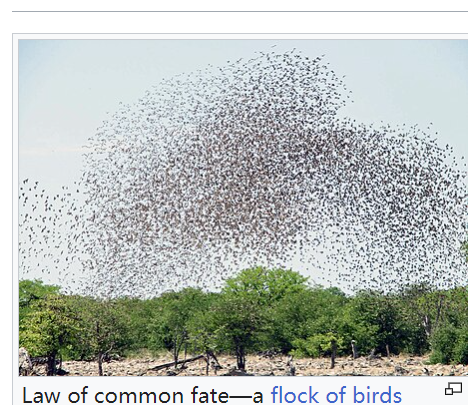 Law of common fate—a flock of birds